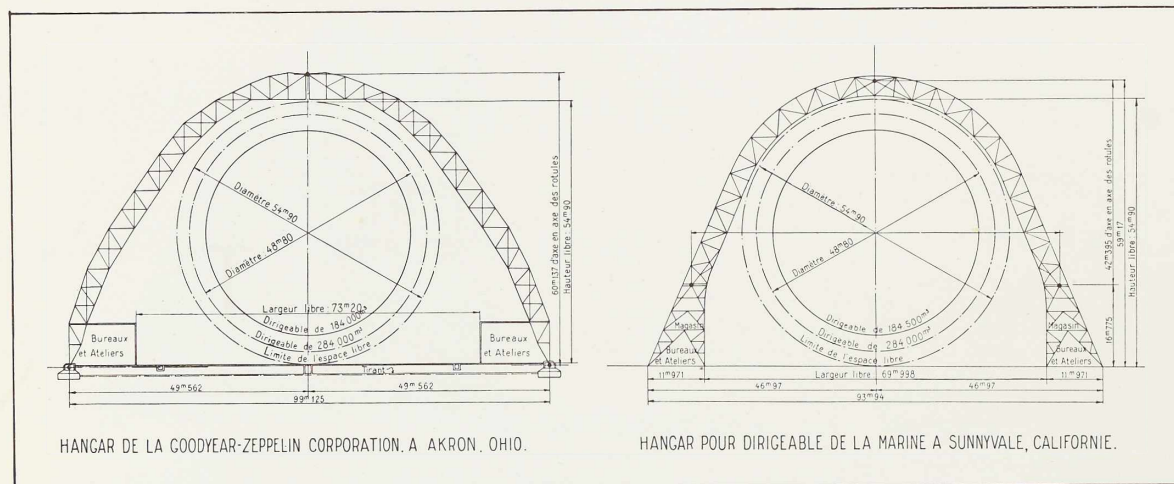 60m137 d'axe en axe des rotules
Hauteur libre: 54m90
Diamètre 54m90
Diamètre: 48m80
Largeur libre: 73m20
Dirigeable de 184 000m³
Dirigeable de 284 000m³
Limite de l'espace libre
Bureaux
et Ateliers
Bureaux
et Ateliers
Tirant
49m562
49m562
99m125
HANGAR DE LA GOODYEAR-ZEPPELIN CORPORATION, A AKRON, OHIO.
42m395 d'axe en axe des rotules
59m17
Hauteur libre: 54m90
16m775
Diamètre: 54m90
Diamètre: 48m80
Dirigeable de 184 500m³
Dirigeable de 284 000m³
Limite de l'espace libre
Magasin
Bureaux
et Ateliers
Magasin
Bureaux
et Ateliers
11m971
Largeur libre: 69m998
11m971
46m97
46m97
93m94
HANGAR POUR DIRIGEABLE DE LA MARINE A SUNNYVALE, CALIFORNIE.